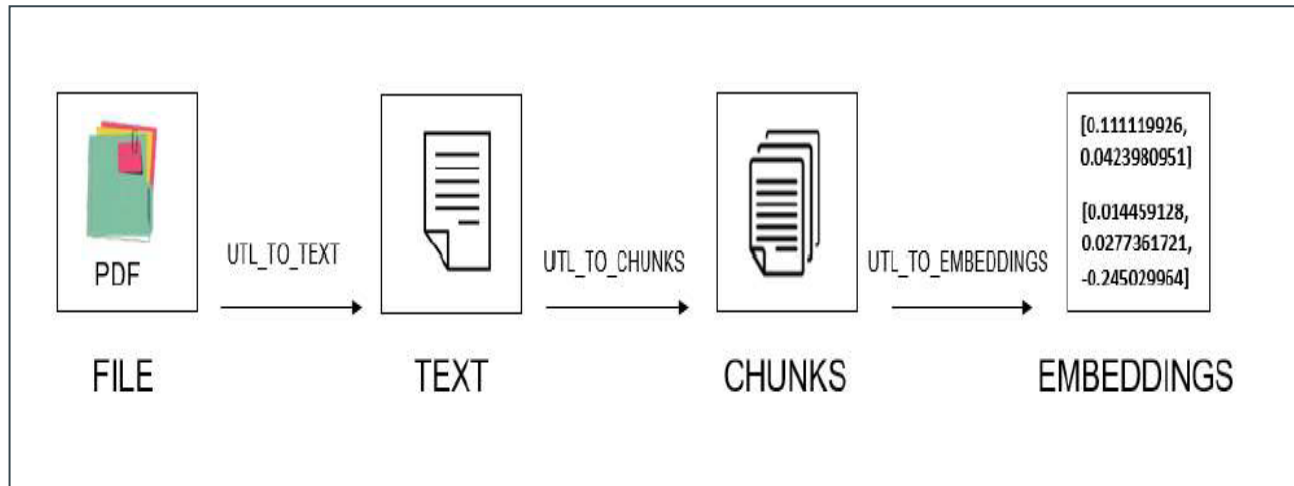 PDF
UTL_TO_TEXT
UTL_TO_CHUNKS
UTL_TO_EMBEDDINGS
[0.111119926,
0.0423980951]
[0.014459128,
0.0277361721,
-0.245029964]
FILE
TEXT
CHUNKS
EMBEDDINGS